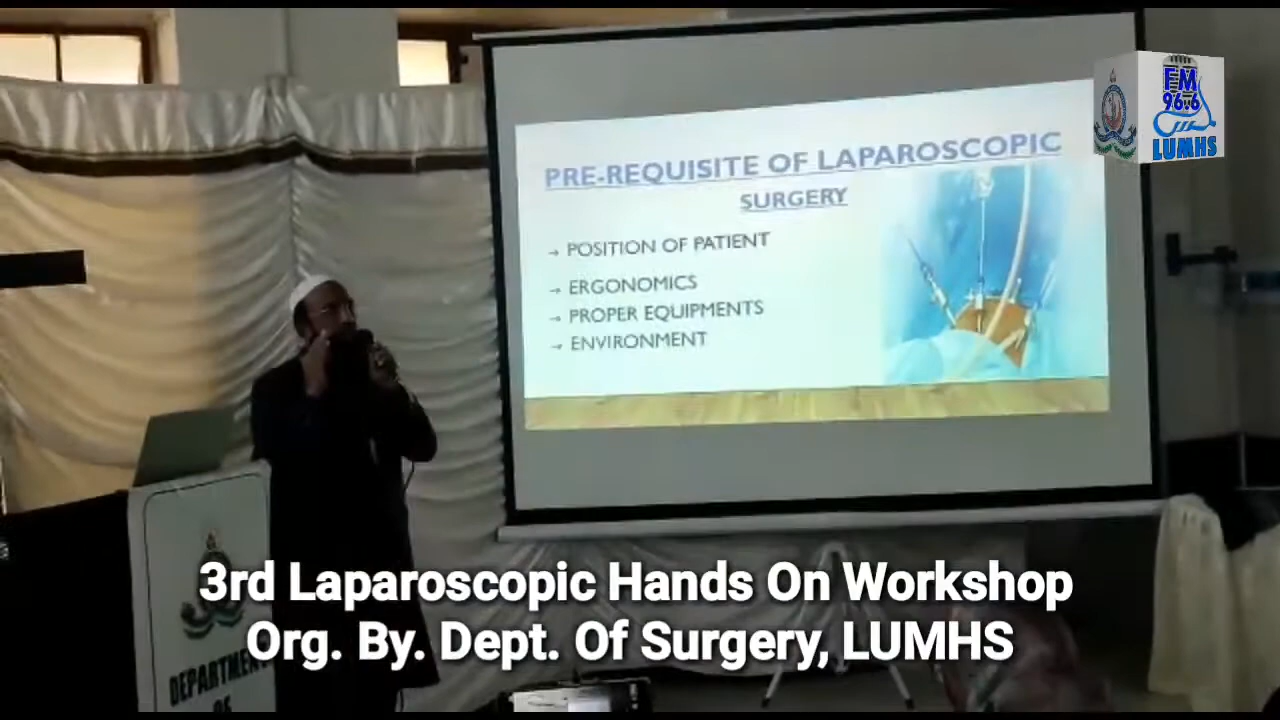 FM
96.6
LUMHS
PRE-REQUISITE OF LAPAROSCOPIC
SURGERY
→ POSITION OF PATIENT
→ ERGONOMICS
→ PROPER EQUIPMENTS
→ ENVIRONMENT
DEPARTMENT
OF
3rd Laparoscopic Hands On Workshop
Org. By. Dept. Of Surgery, LUMHS